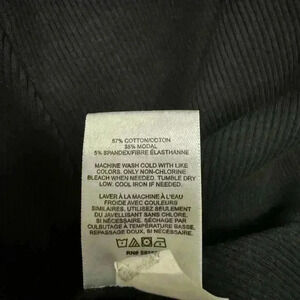 57% COTTON/COTON
38% MODAL
5% SPANDEX/FIBRE ÉLASTHANNE
MACHINE WASH COLD WITH LIKE
COLORS. ONLY NON-CHLORINE
BLEACH WHEN NEEDED. TUMBLE DRY
LOW. COOL IRON IF NEEDED.
LAVER À LA MACHINE À L'EAU
FROIDE AVEC COULEURS
SIMILAIRES. UTILISEZ SEULEMENT
DU JAVELLISANT SANS CHLORE,
SI NÉCESSAIRE. SÉCHAGE PAR
CULBUTAGE À TEMPÉRATURE BASSE.
REPASSAGE DOUX, SI
NÉCESSAIRE.
RN#